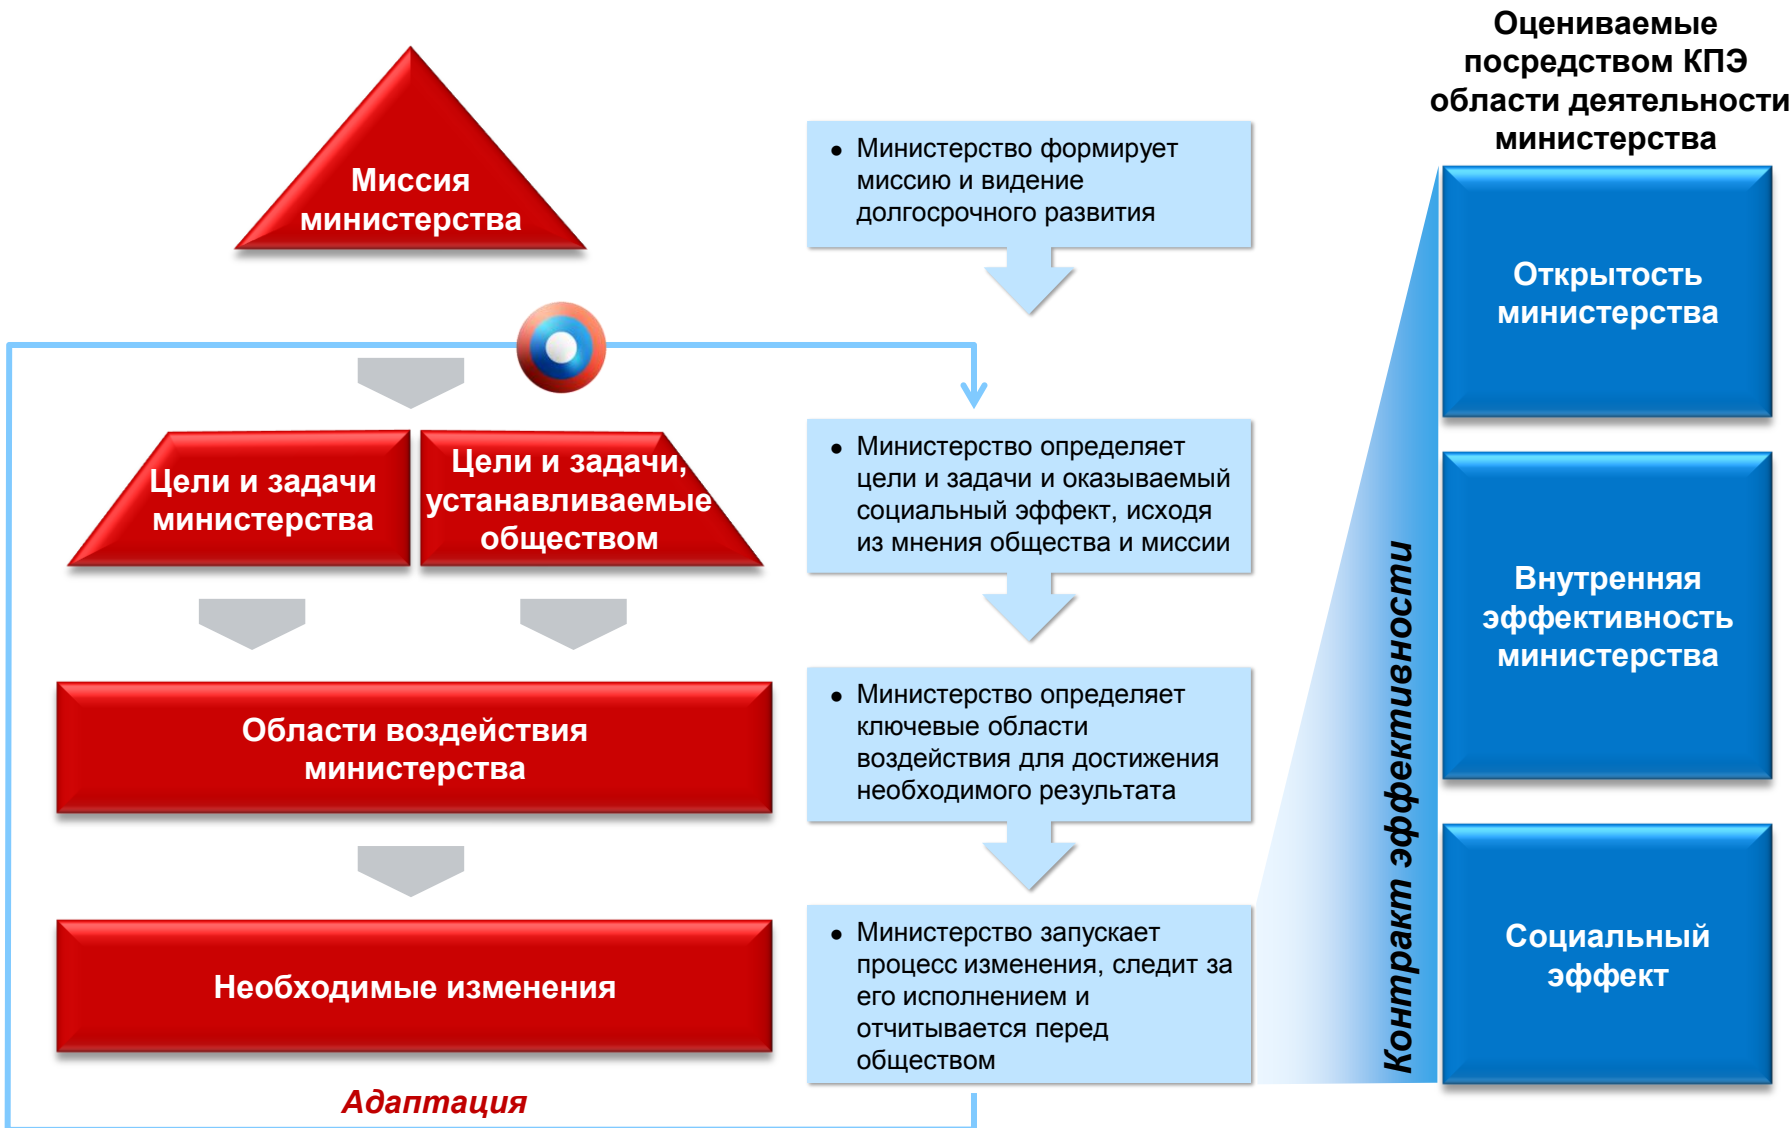 Оцениваемые
посредством КПЭ
области деятельности
министерства
Миссия
министерства
• Министерство формирует
миссию и видение
долгосрочного развития
Открытость
министерства
Цели и задачи
министерства
Цели и задачи,
устанавливаемые
обществом
• Министерство определяет
цели и задачи и оказываемый
социальный эффект, исходя
из мнения общества и миссии
Внутренняя
эффективность
министерства
Области воздействия
министерства
• Министерство определяет
ключевые области
воздействия для достижения
необходимого результата
Контракт эффективности
Необходимые изменения
• Министерство запускает
процесс изменения, следит за
его исполнением и
отчитывается перед
обществом
Социальный
эффект
Адаптация